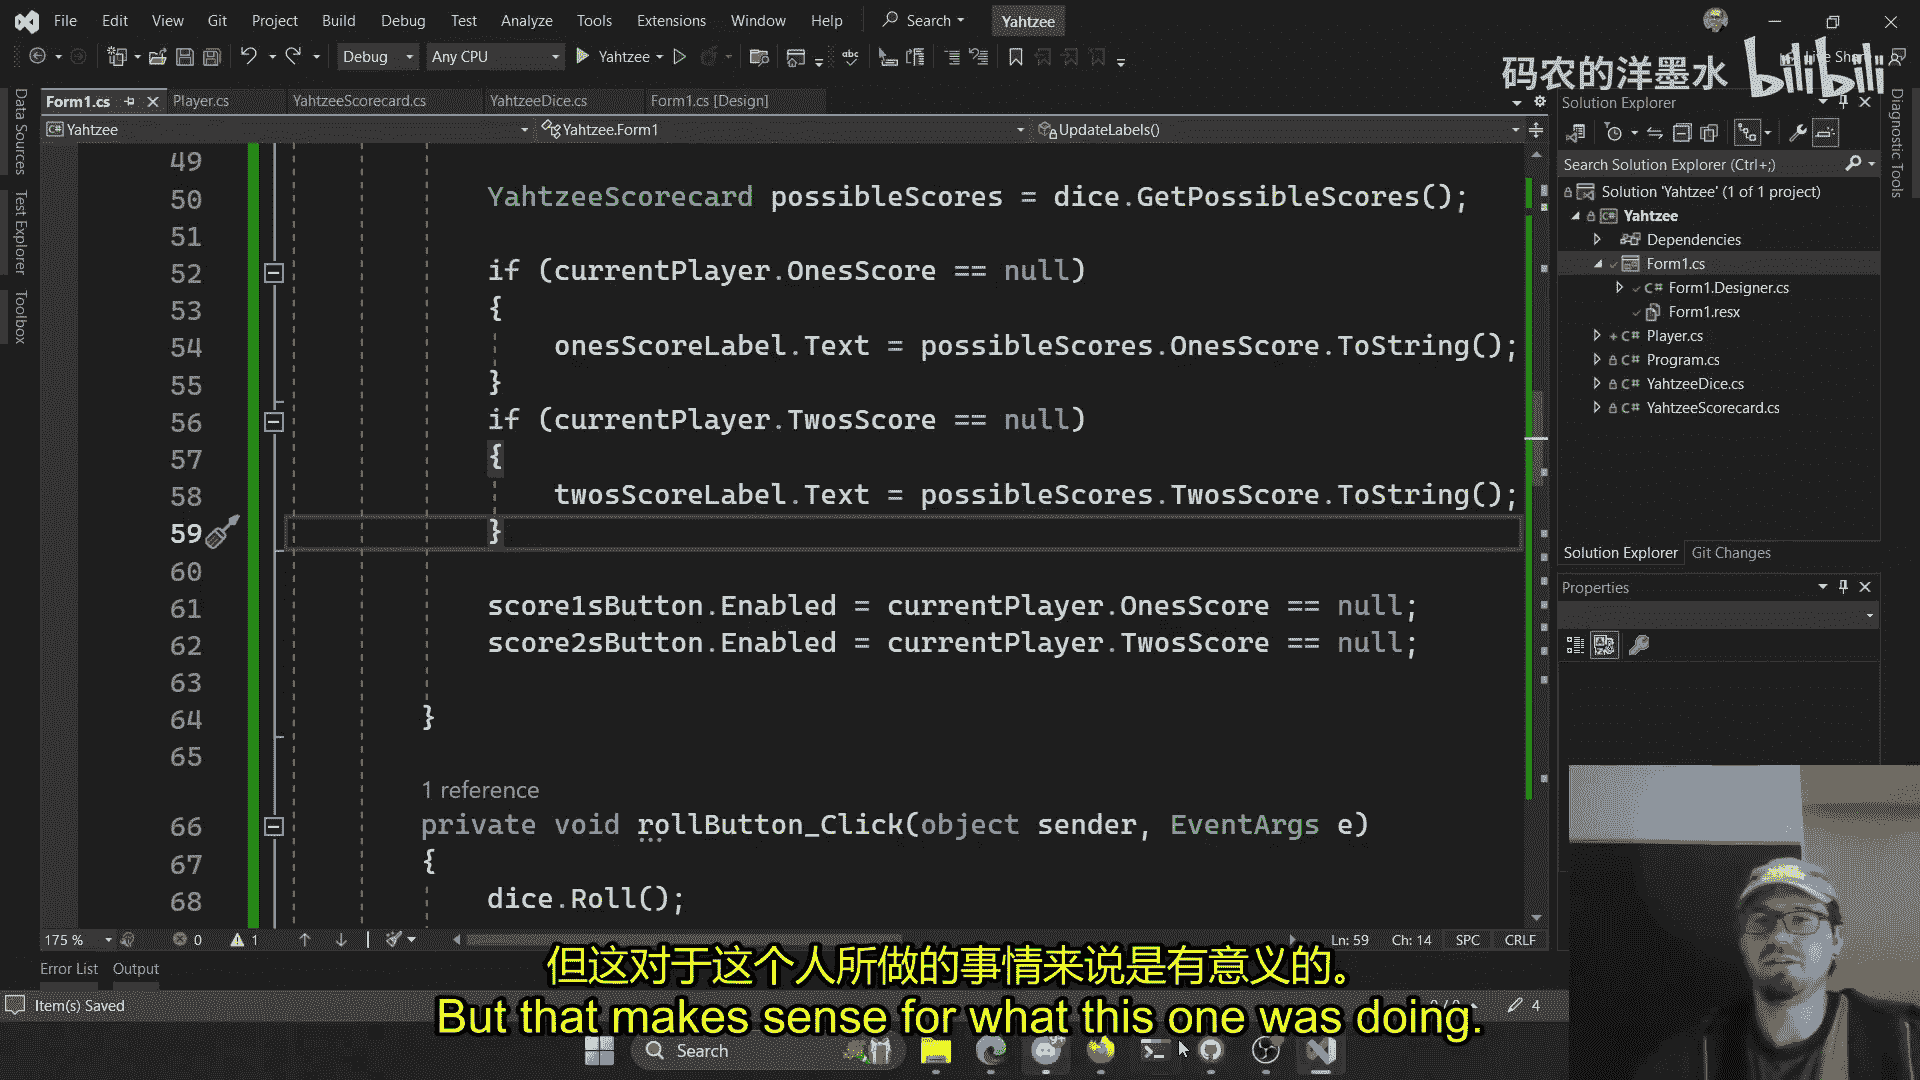 File Edit View Git Project Build Debug Test Analyze Tools Extensions Window Help Search Yahtzee
Debug Any CPU Yahtzee
码农的洋墨水 bilibili
Form1.cs Player.cs YahtzeeScorecard.cs YahtzeeDice.cs Form1.cs [Design]
Yahtzee Yahtzee.Form1 UpdateLabels()
Data Sources
Test Explorer
Toolbox
49
50 YahtzeeScorecard possibleScores = dice.GetPossibleScores();
51
52 if (currentPlayer.OnesScore == null)
53 {
54 onesScoreLabel.Text = possibleScores.OnesScore.ToString();
55 }
56 if (currentPlayer.TwosScore == null)
57 {
58 twosScoreLabel.Text = possibleScores.TwosScore.ToString();
59 }
60
61 score1sButton.Enabled = currentPlayer.OnesScore == null;
62 score2sButton.Enabled = currentPlayer.TwosScore == null;
63
64 }
65
1 reference
66 private void rollButton_Click(object sender, EventArgs e)
67 {
68 dice.Roll();
175 % 0 1 Ln: 59 Ch: 14 SPC CRLF
Error List Output
Item(s) Saved 4
Solution Explorer
Search Solution Explorer (Ctrl+;)
Solution 'Yahtzee' (1 of 1 project)
Yahtzee
Dependencies
Form1.cs
Form1.Designer.cs
Form1.resx
Player.cs
Program.cs
YahtzeeDice.cs
YahtzeeScorecard.cs
Solution Explorer Git Changes
Properties
Diagnostic Tools
但这对于这个人所做的事情来说是有意义的。
But that makes sense for what this one was doing.
Search